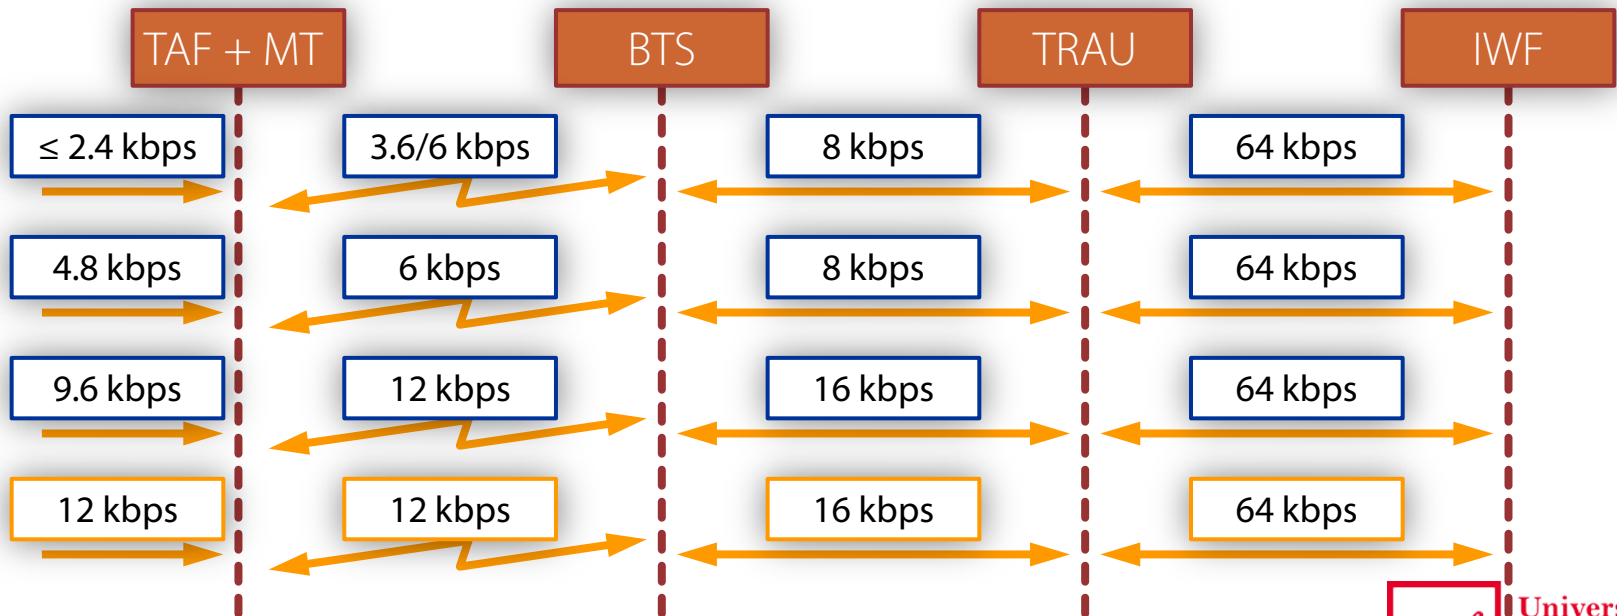 TAF + MT BTS TRAU IWF
≤ 2.4 kbps 3.6/6 kbps 8 kbps 64 kbps
4.8 kbps 6 kbps 8 kbps 64 kbps
9.6 kbps 12 kbps 16 kbps 64 kbps
12 kbps 12 kbps 16 kbps 64 kbps
Univers